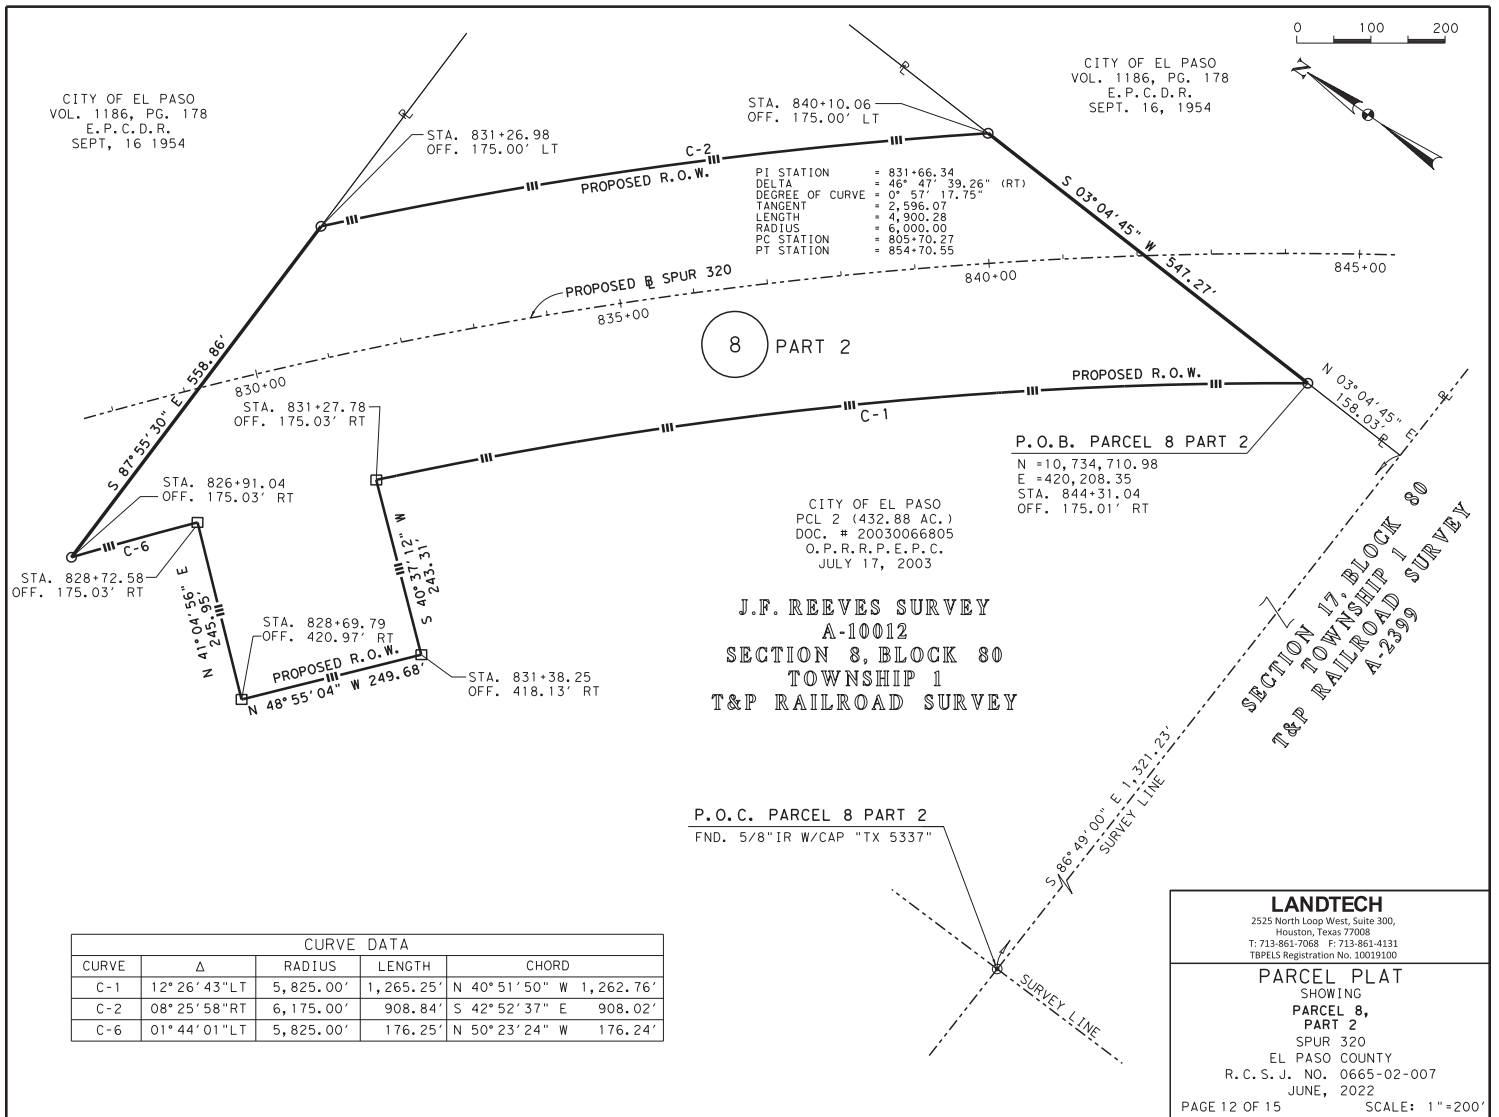 0 100 200
N
CITY OF EL PASO
VOL. 1186, PG. 178
E.P.C.D.R.
SEPT, 16 1954
P̲L
STA. 831+26.98
OFF. 175.00' LT
STA. 840+10.06
OFF. 175.00' LT
P̲L
CITY OF EL PASO
VOL. 1186, PG. 178
E.P.C.D.R.
SEPT. 16, 1954
C-2
PROPOSED R.O.W.
PI STATION = 831+66.34
DELTA = 46° 47' 39.26" (RT)
DEGREE OF CURVE = 0° 57' 17.75"
TANGENT = 2,596.07
LENGTH = 4,900.28
RADIUS = 6,000.00
PC STATION = 805+70.27
PT STATION = 854+70.55
S 03°04'45" W 547.27'
PROPOSED BL SPUR 320
830+00
835+00
840+00
845+00
8 PART 2
S 87°55'30" E 558.86'
STA. 831+27.78
OFF. 175.03' RT
PROPOSED R.O.W.
C-1
N 03°04'45" E
158.03'
PL
PL
P.O.B. PARCEL 8 PART 2
N =10,734,710.98
E =420,208.35
STA. 844+31.04
OFF. 175.01' RT
STA. 826+91.04
OFF. 175.03' RT
C-6
STA. 828+72.58
OFF. 175.03' RT
N 41°04'56" E
245.95'
S 40°37'12" W
243.31'
STA. 828+69.79
OFF. 420.97' RT
PROPOSED R.O.W.
N 48°55'04" W 249.68'
STA. 831+38.25
OFF. 418.13' RT
CITY OF EL PASO
PCL 2 (432.88 AC.)
DOC. # 20030066805
O.P.R.R.P.E.P.C.
JULY 17, 2003
J.F. REEVES SURVEY
A-10012
SECTION 8, BLOCK 80
TOWNSHIP 1
T&P RAILROAD SURVEY
SECTION 17, BLOCK 80
TOWNSHIP 1
T&P RAILROAD SURVEY
A-2399
P.O.C. PARCEL 8 PART 2
FND. 5/8"IR W/CAP "TX 5337"
S 86°49'00" E 1,321.23'
SURVEY LINE
SURVEY LINE
CURVE DATA
CURVE Δ RADIUS LENGTH CHORD
C-1 12°26'43"LT 5,825.00' 1,265.25' N 40°51'50" W 1,262.76'
C-2 08°25'58"RT 6,175.00' 908.84' S 42°52'37" E 908.02'
C-6 01°44'01"LT 5,825.00' 176.25' N 50°23'24" W 176.24'
LANDTECH
2525 North Loop West, Suite 300,
Houston, Texas 77008
T: 713-861-7068 F: 713-861-4131
TBPELS Registration No. 10019100
PARCEL PLAT
SHOWING
PARCEL 8,
PART 2
SPUR 320
EL PASO COUNTY
R.C.S.J. NO. 0665-02-007
JUNE, 2022
PAGE 12 OF 15 SCALE: 1"=200'